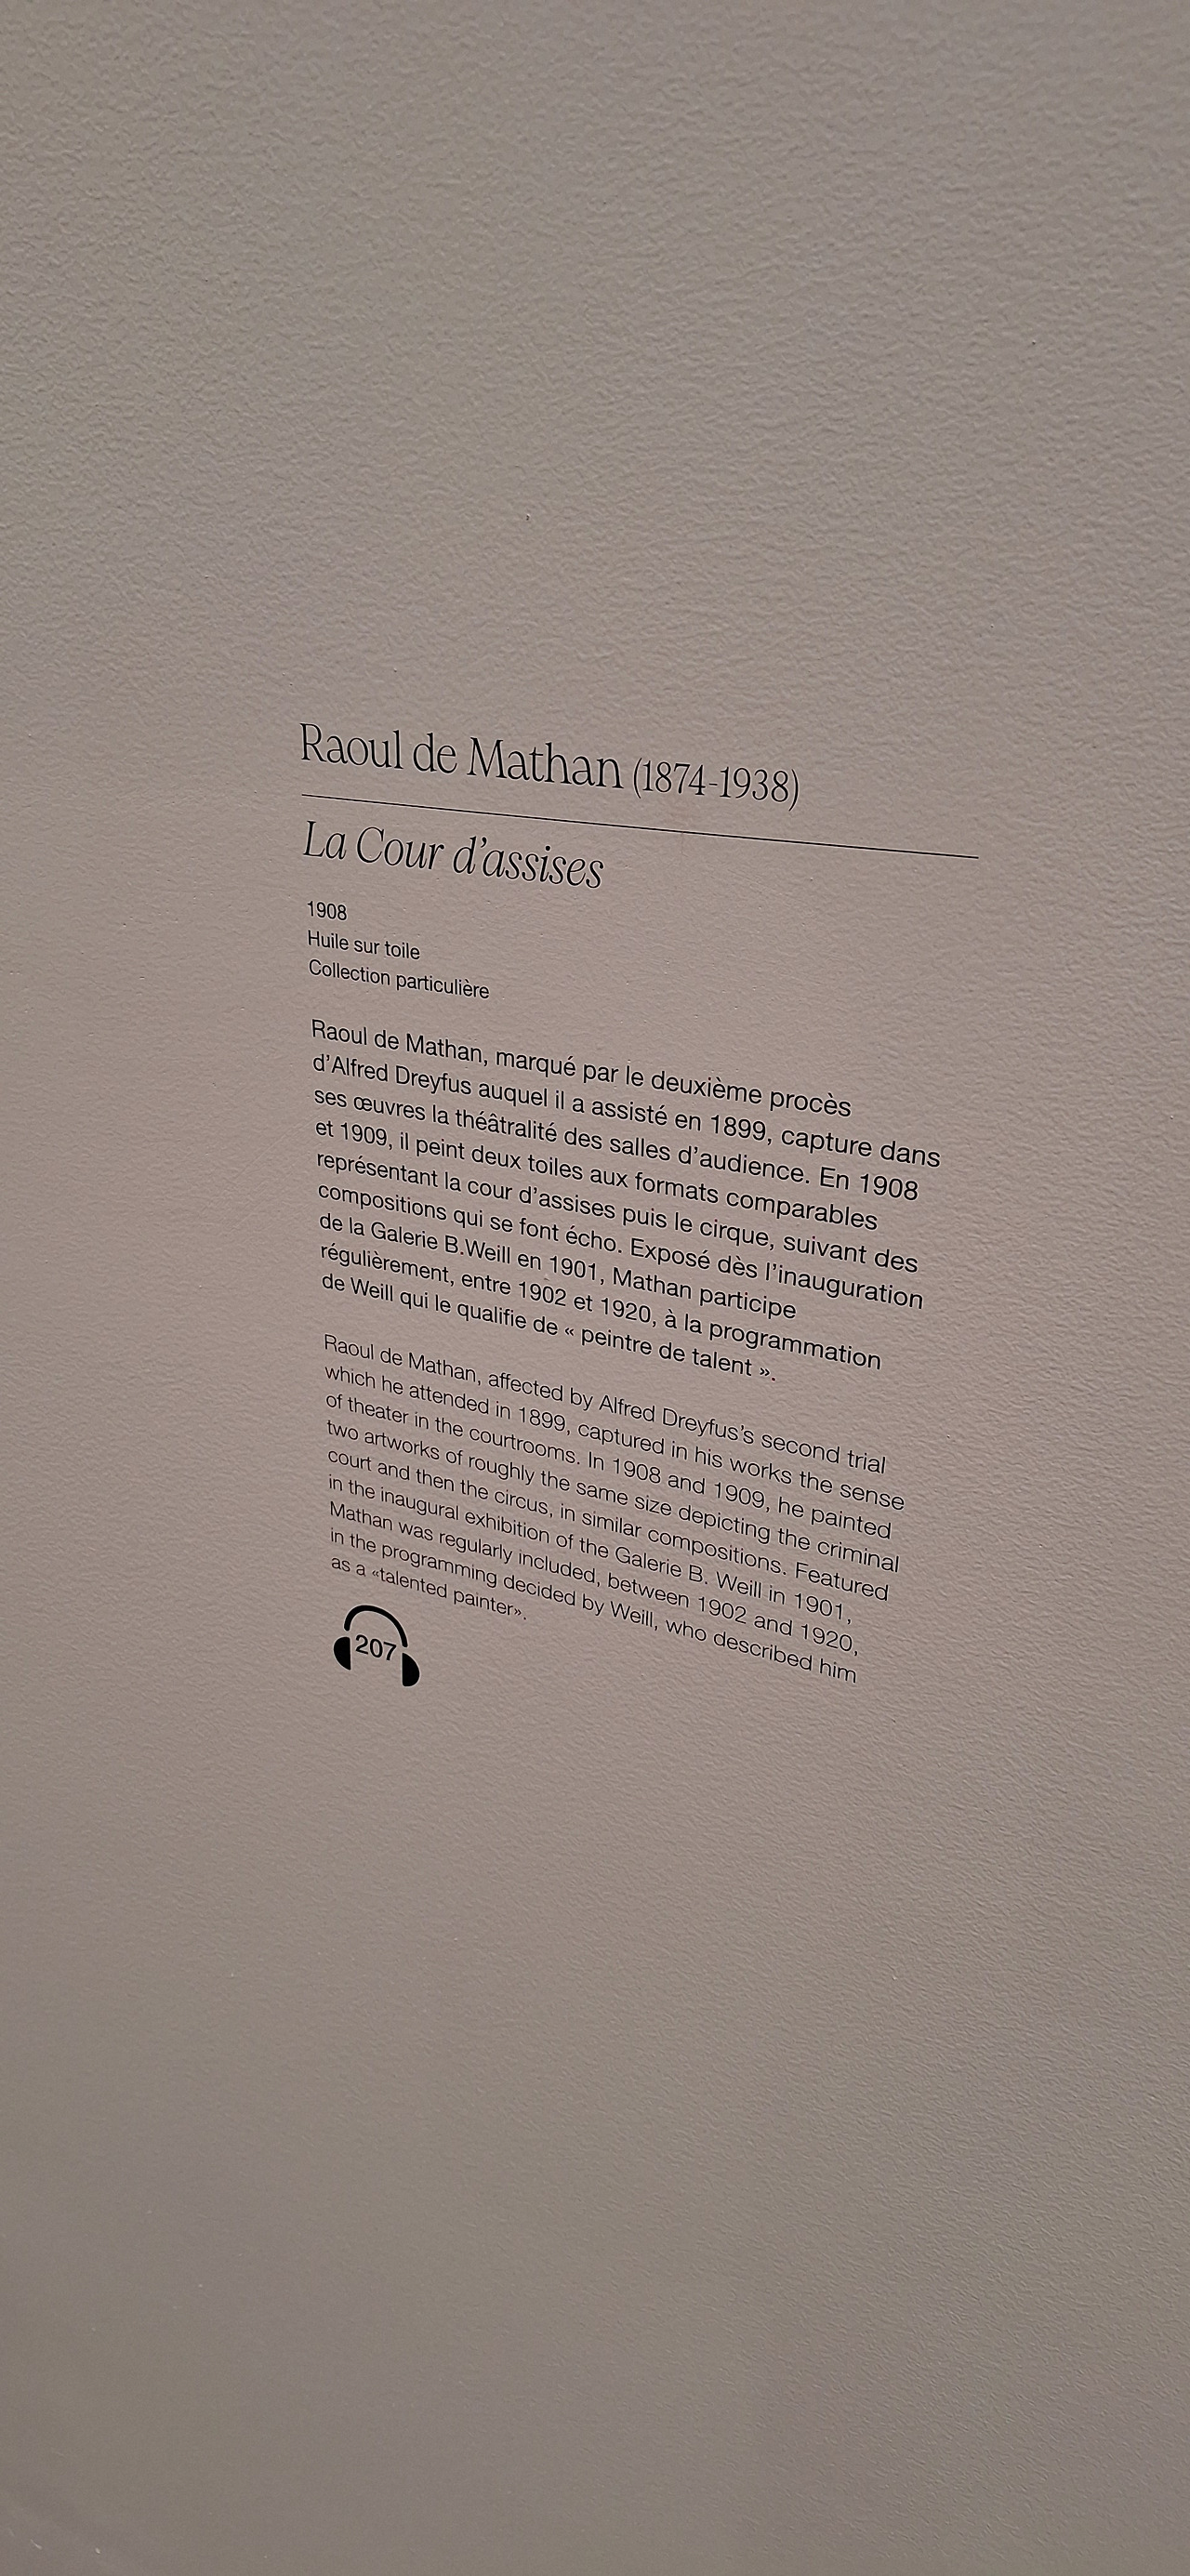 Raoul de Mathan (1874-1938)
La Cour d’assises
1908
Huile sur toile
Collection particulière
Raoul de Mathan, marqué par le deuxième procès
d’Alfred Dreyfus auquel il a assisté en 1899, capture dans
ses œuvres la théâtralité des salles d’audience. En 1908
et 1909, il peint deux toiles aux formats comparables
représentant la cour d’assises puis le cirque, suivant des
compositions qui se font écho. Exposé dès l’inauguration
de la Galerie B.Weill en 1901, Mathan participe
régulièrement, entre 1902 et 1920, à la programmation
de Weill qui le qualifie de « peintre de talent ».
Raoul de Mathan, affected by Alfred Dreyfus’s second trial
which he attended in 1899, captured in his works the sense
of theater in the courtrooms. In 1908 and 1909, he painted
two artworks of roughly the same size depicting the criminal
court and then the circus, in similar compositions. Featured
in the inaugural exhibition of the Galerie B. Weill in 1901,
Mathan was regularly included, between 1902 and 1920,
in the programming decided by Weill, who described him
as a «talented painter».
207